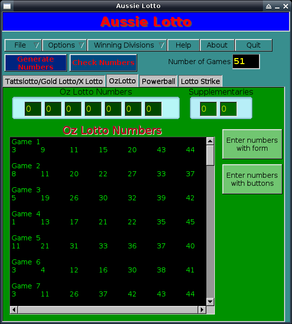 Aussie Lotto
Aussie Lotto
File Options Winning Divisions Help About Quit
Generate Numbers Check Numbers Number of Games 51
Tattslotto/Gold Lotto/X Lotto OzLotto Powerball Lotto Strike
Oz Lotto Numbers Supplementaries
0 0 0 0 0 0 0 0 0
Oz Lotto Numbers
Game 1
3 9 11 15 20 43 44
Game 2
8 11 20 22 27 33 37
Game 3
5 19 26 30 32 39 42
Game 4
1 13 17 21 22 35 45
Game 5
11 21 31 33 36 37 40
Game 6
3 4 12 16 30 38 41
Game 7
3 11 26 37 42 43 44
Enter numbers
with form
Enter numbers
with buttons